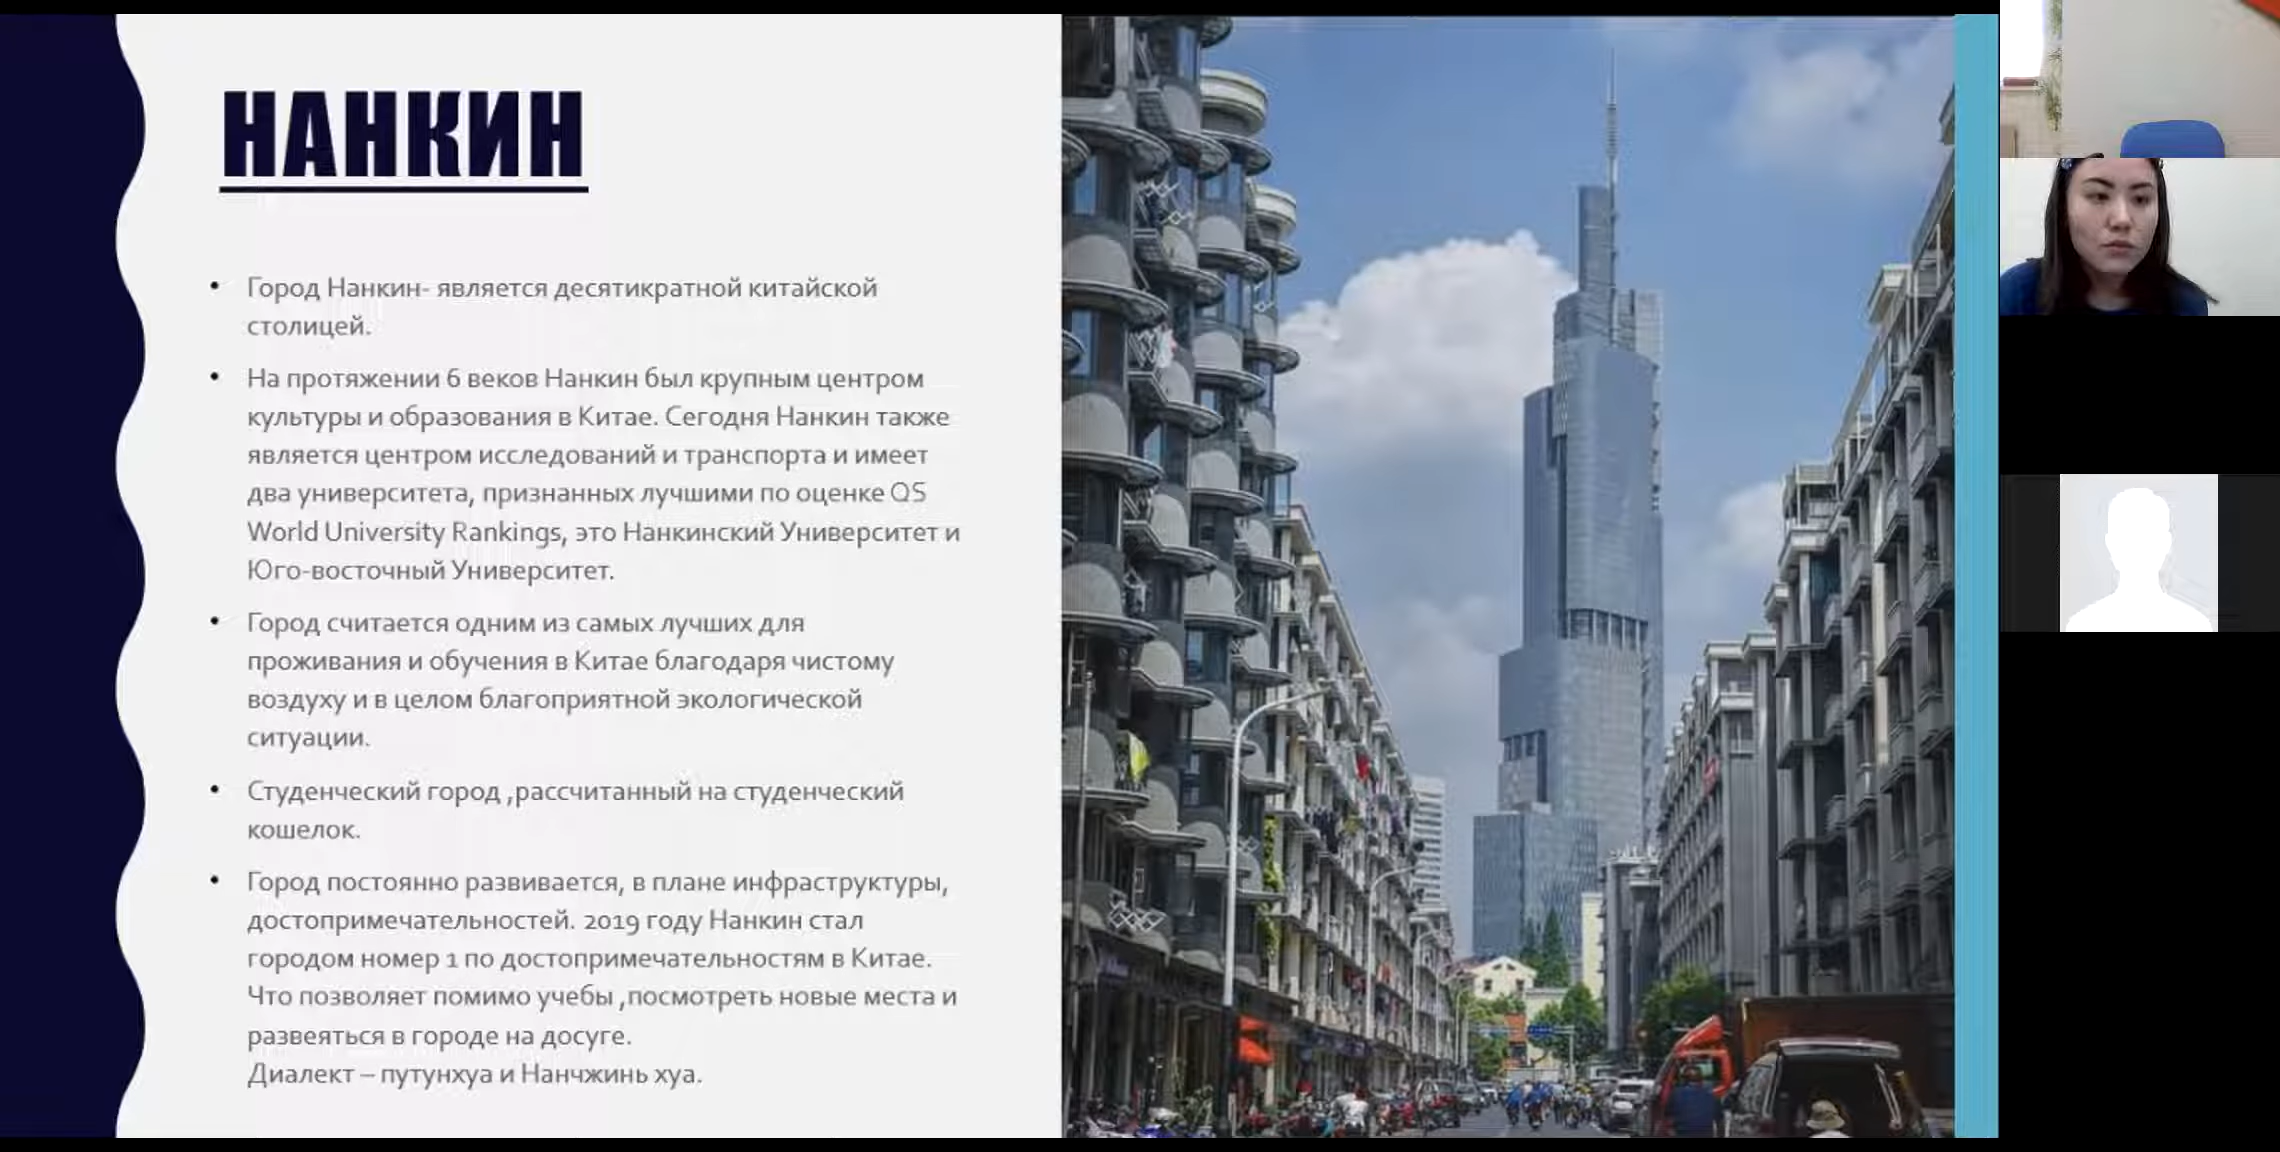 НАНКИН
• Город Нанкин- является десятикратной китайской
столицей.
• На протяжении 6 веков Нанкин был крупным центром
культуры и образования в Китае. Сегодня Нанкин также
является центром исследований и транспорта и имеет
два университета, признанных лучшими по оценке QS
World University Rankings, это Нанкинский Университет и
Юго-восточный Университет.
• Город считается одним из самых лучших для
проживания и обучения в Китае благодаря чистому
воздуху и в целом благоприятной экологической
ситуации.
• Студенческий город ,рассчитанный на студенческий
кошелок.
• Город постоянно развивается, в плане инфраструктуры,
достопримечательностей. 2019 году Нанкин стал
городом номер 1 по достопримечательностям в Китае.
Что позволяет помимо учебы ,посмотреть новые места и
развеяться в городе на досуге.
Диалект – путунхуа и Нанчжинь хуа.